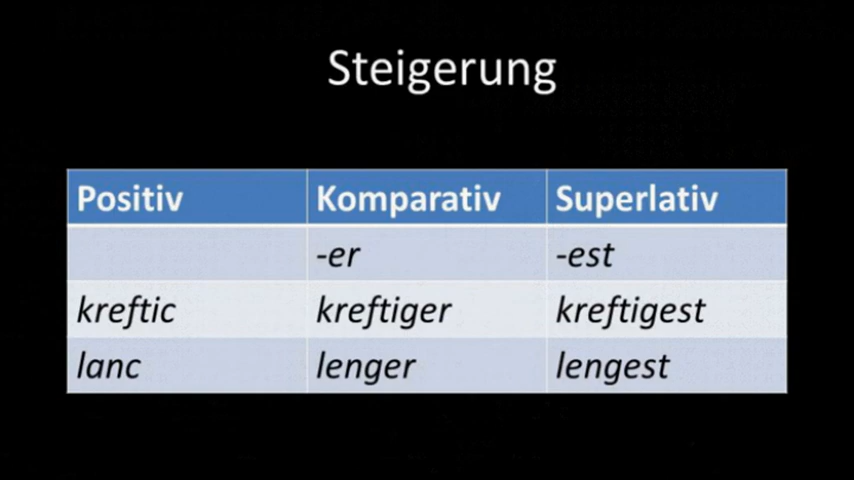 Steigerung
Positiv Komparativ Superlativ
-er -est
kreftic kreftiger kreftigest
lanc lenger lengest